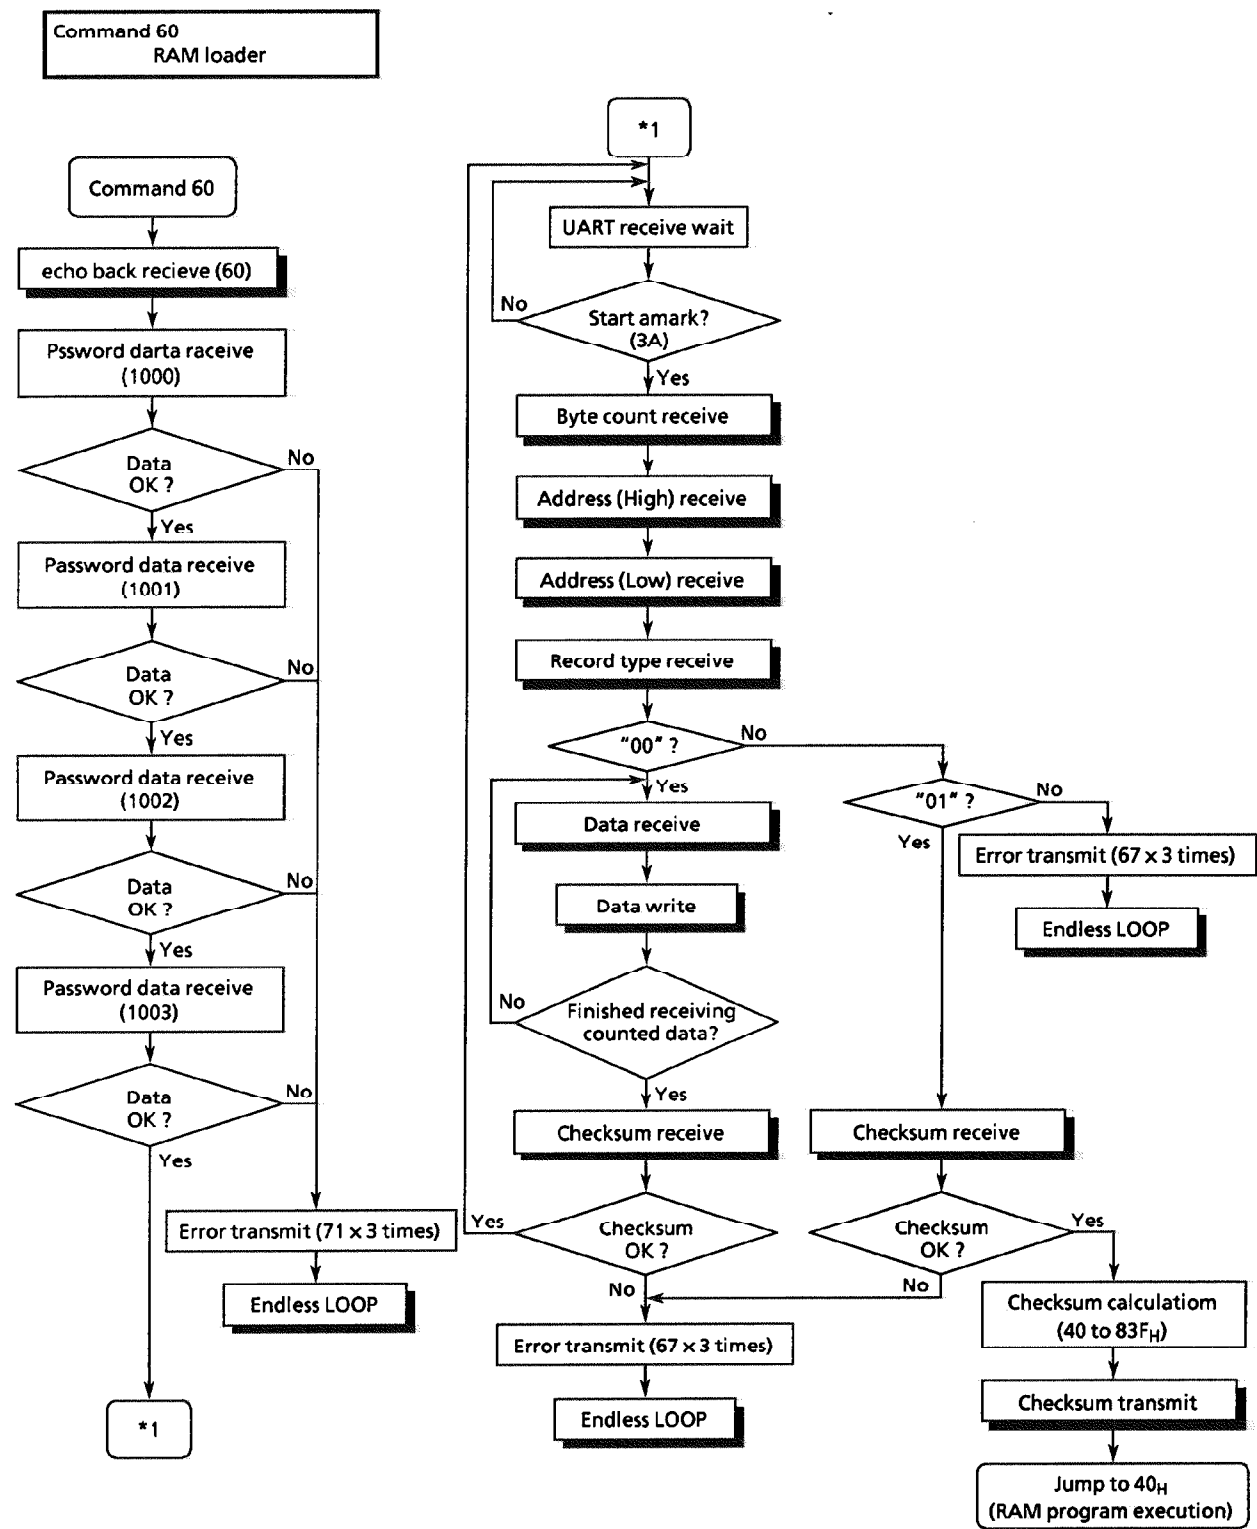 Command 60
RAM loader
Command 60
echo back recieve (60)
Pssword darta raceive
(1000)
Data
OK ?
No
Yes
Password data receive
(1001)
Data
OK ?
No
Yes
Password data receive
(1002)
Data
OK ?
No
Yes
Password data receive
(1003)
Data
OK ?
No
Yes
Error transmit (71 x 3 times)
Endless LOOP
*1
*1
UART receive wait
Start amark?
(3A)
No
Yes
Byte count receive
Address (High) receive
Address (Low) receive
Record type receive
"00" ?
No
Yes
Data receive
Data write
Finished receiving
counted data?
No
Yes
Checksum receive
Checksum
OK ?
Yes
No
Error transmit (67 x 3 times)
Endless LOOP
"01" ?
No
Yes
Error transmit (67 x 3 times)
Endless LOOP
Checksum receive
Checksum
OK ?
Yes
No
Checksum calculatiom
(40 to 83FH)
Checksum transmit
Jump to 40H
(RAM program execution)